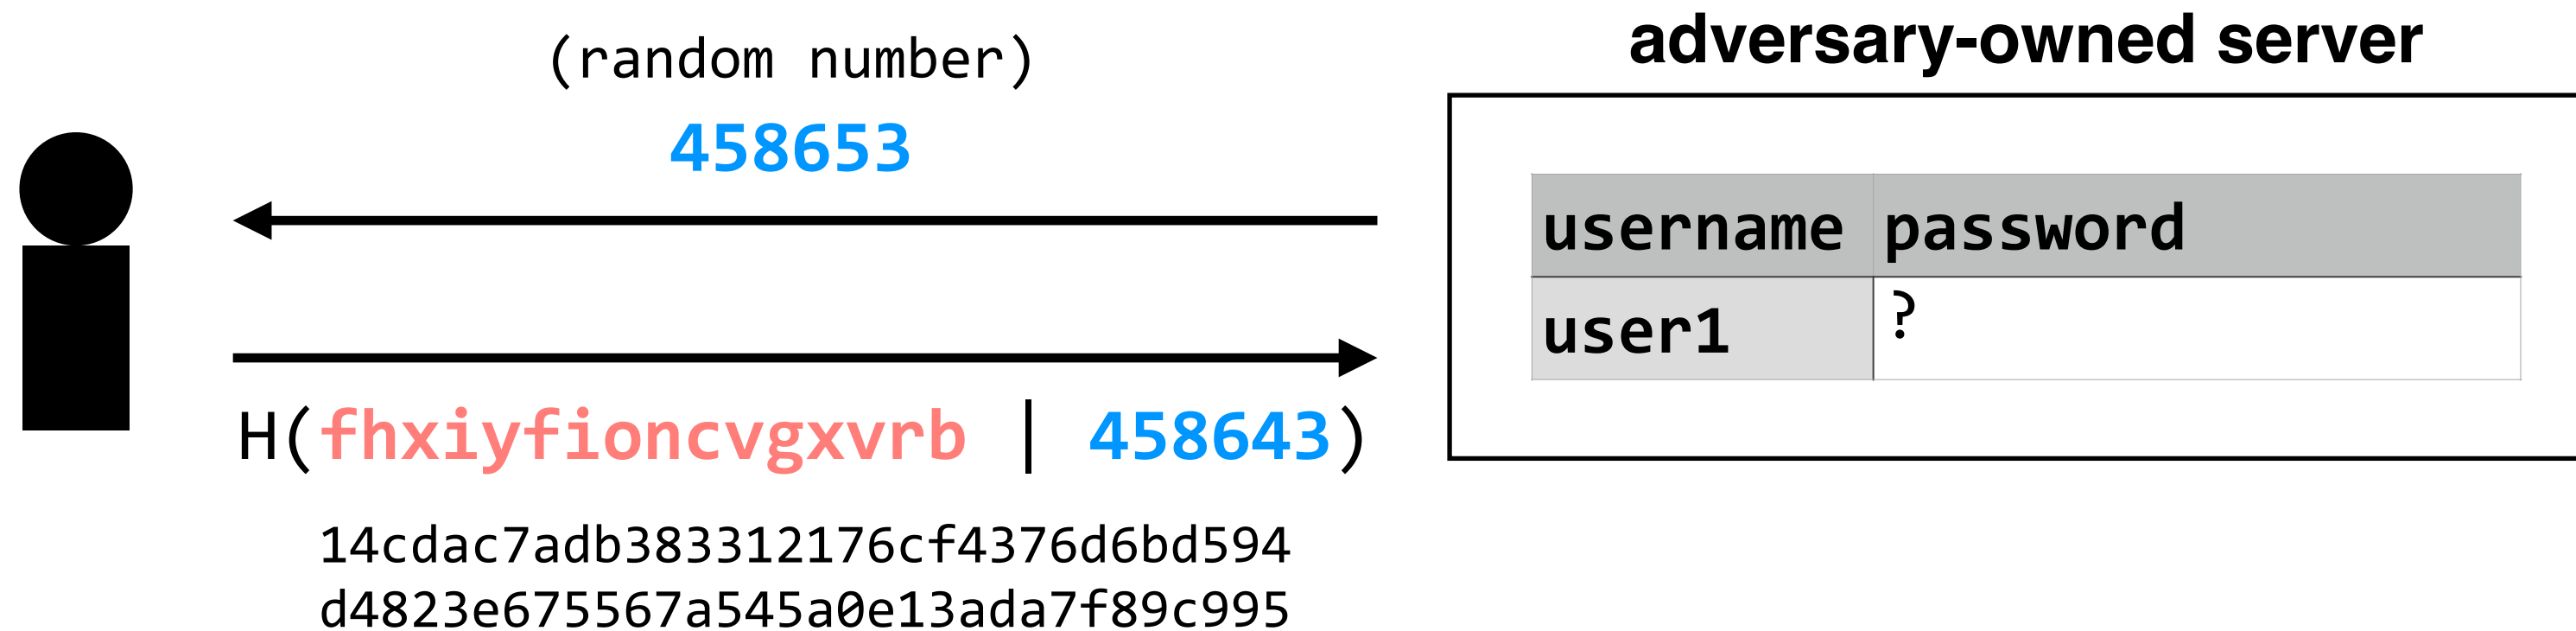 (random number)
458653
adversary-owned server
username password
user1 ?
H(fhxiyfioncvgxvrb | 458643)
14cdac7adb383312176cf4376d6bd594
d4823e675567a545a0e13ada7f89c995